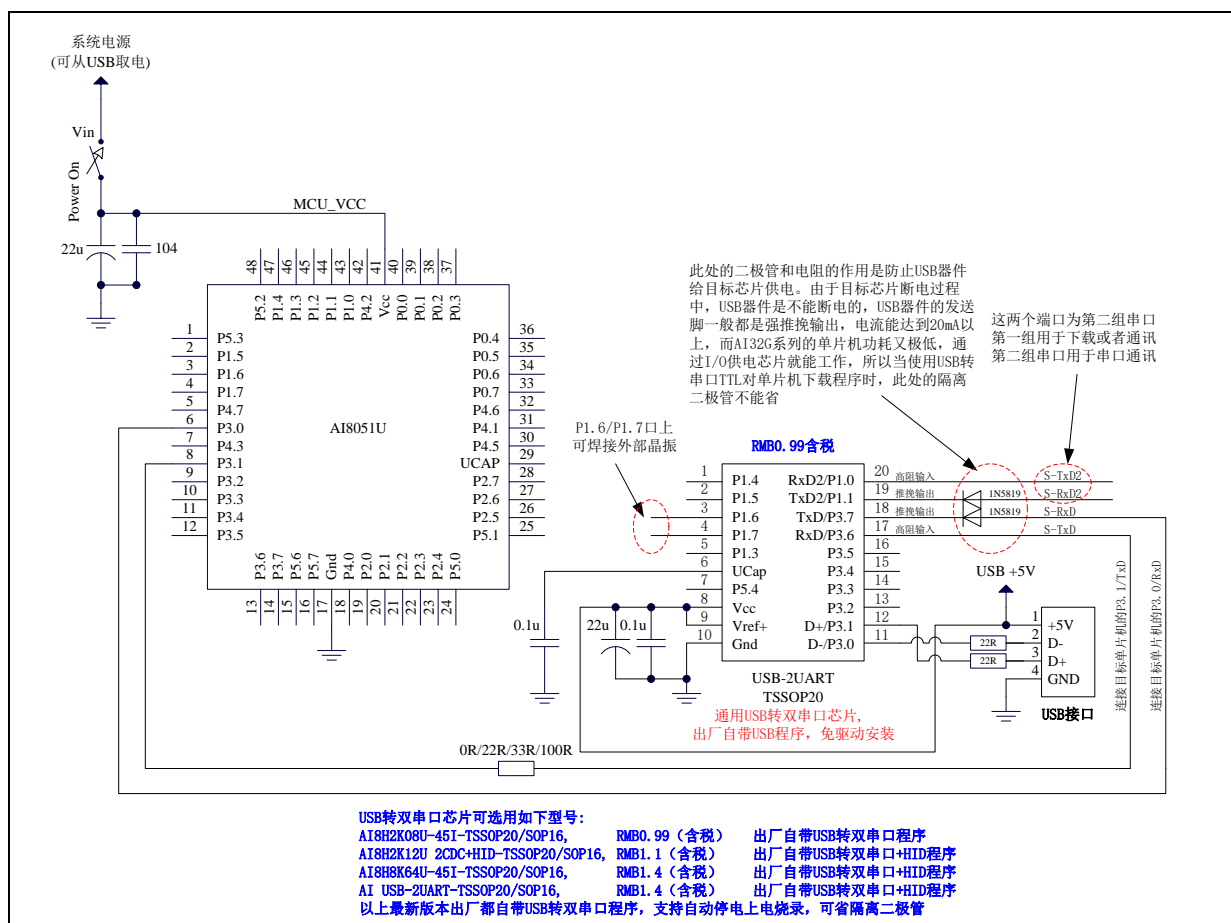 系统电源
(可从USB取电)
Vin
Power On
MCU_VCC
22u
104
48
47
46
45
44
43
42
41
40
39
38
37
P5.2
P1.4
P1.3
P1.2
P1.1
P1.0
P4.2
Vcc
P0.0
P0.1
P0.2
P0.3
1 P5.3
2 P1.5
3 P1.6
4 P1.7
5 P4.7
6 P3.0
7 P4.3
8 P3.1
9 P3.2
10 P3.3
11 P3.4
12 P3.5
AI8051U
P0.4 36
P0.5 35
P0.6 34
P0.7 33
P4.6 32
P4.1 31
P4.5 30
UCAP 29
P2.7 28
P2.6 27
P2.5 26
P5.1 25
P3.6
P3.7
P5.6
P5.7
Gnd
P4.0
P2.0
P2.1
P2.2
P2.3
P2.4
P5.0
13
14
15
16
17
18
19
20
21
22
23
24
此处的二极管和电阻的作用是防止USB器件
给目标芯片供电。由于目标芯片断电过程
中，USB器件是不能断电的，USB器件的发送
脚一般都是强推挽输出，电流能达到20mA以
上，而AI32G系列的单片机功耗又极低，通
过I/O供电芯片就能工作，所以当使用USB转
串口TTL对单片机下载程序时，此处的隔离
二极管不能省
这两个端口为第二组串口
第一组用于下载或者通讯
第二组串口用于串口通讯
P1.6/P1.7口上
可焊接外部晶振
RMB0.99含税
1 P1.4
2 P1.5
3 P1.6
4 P1.7
5 P1.3
6 UCap
7 P5.4
8 Vcc
9 Vref+
10 Gnd
RxD2/P1.0 20 高阻输入 S-TxD2
TxD2/P1.1 19 推挽输出 1N5819 S-RxD2
TxD/P3.7 18 推挽输出 1N5819 S-RxD
RxD/P3.6 17 高阻输入 S-TxD
P3.5 16
P3.4 15
P3.3 14
P3.2 13
D+/P3.1 12
D-/P3.0 11
USB +5V
22R
22R
1 +5V
2 D-
3 D+
4 GND
USB接口
连接目标单片机的P3.1/TxD
连接目标单片机的P3.0/RxD
0.1u
22u
0.1u
USB-2UART
TSSOP20
通用USB转双串口芯片，
出厂自带USB程序，免驱动安装
0R/22R/33R/100R
USB转双串口芯片可选用如下型号：
AI8H2K08U-45I-TSSOP20/SOP16, RMB0.99（含税） 出厂自带USB转双串口程序
AI8H2K12U 2CDC+HID-TSSOP20/SOP16, RMB1.1（含税） 出厂自带USB转双串口+HID程序
AI8H8K64U-45I-TSSOP20/SOP16, RMB1.4（含税） 出厂自带USB转双串口+HID程序
AI USB-2UART-TSSOP20/SOP16, RMB1.4（含税） 出厂自带USB转双串口+HID程序
以上最新版本出厂都自带USB转双串口程序，支持自动停电上电烧录，可省隔离二极管